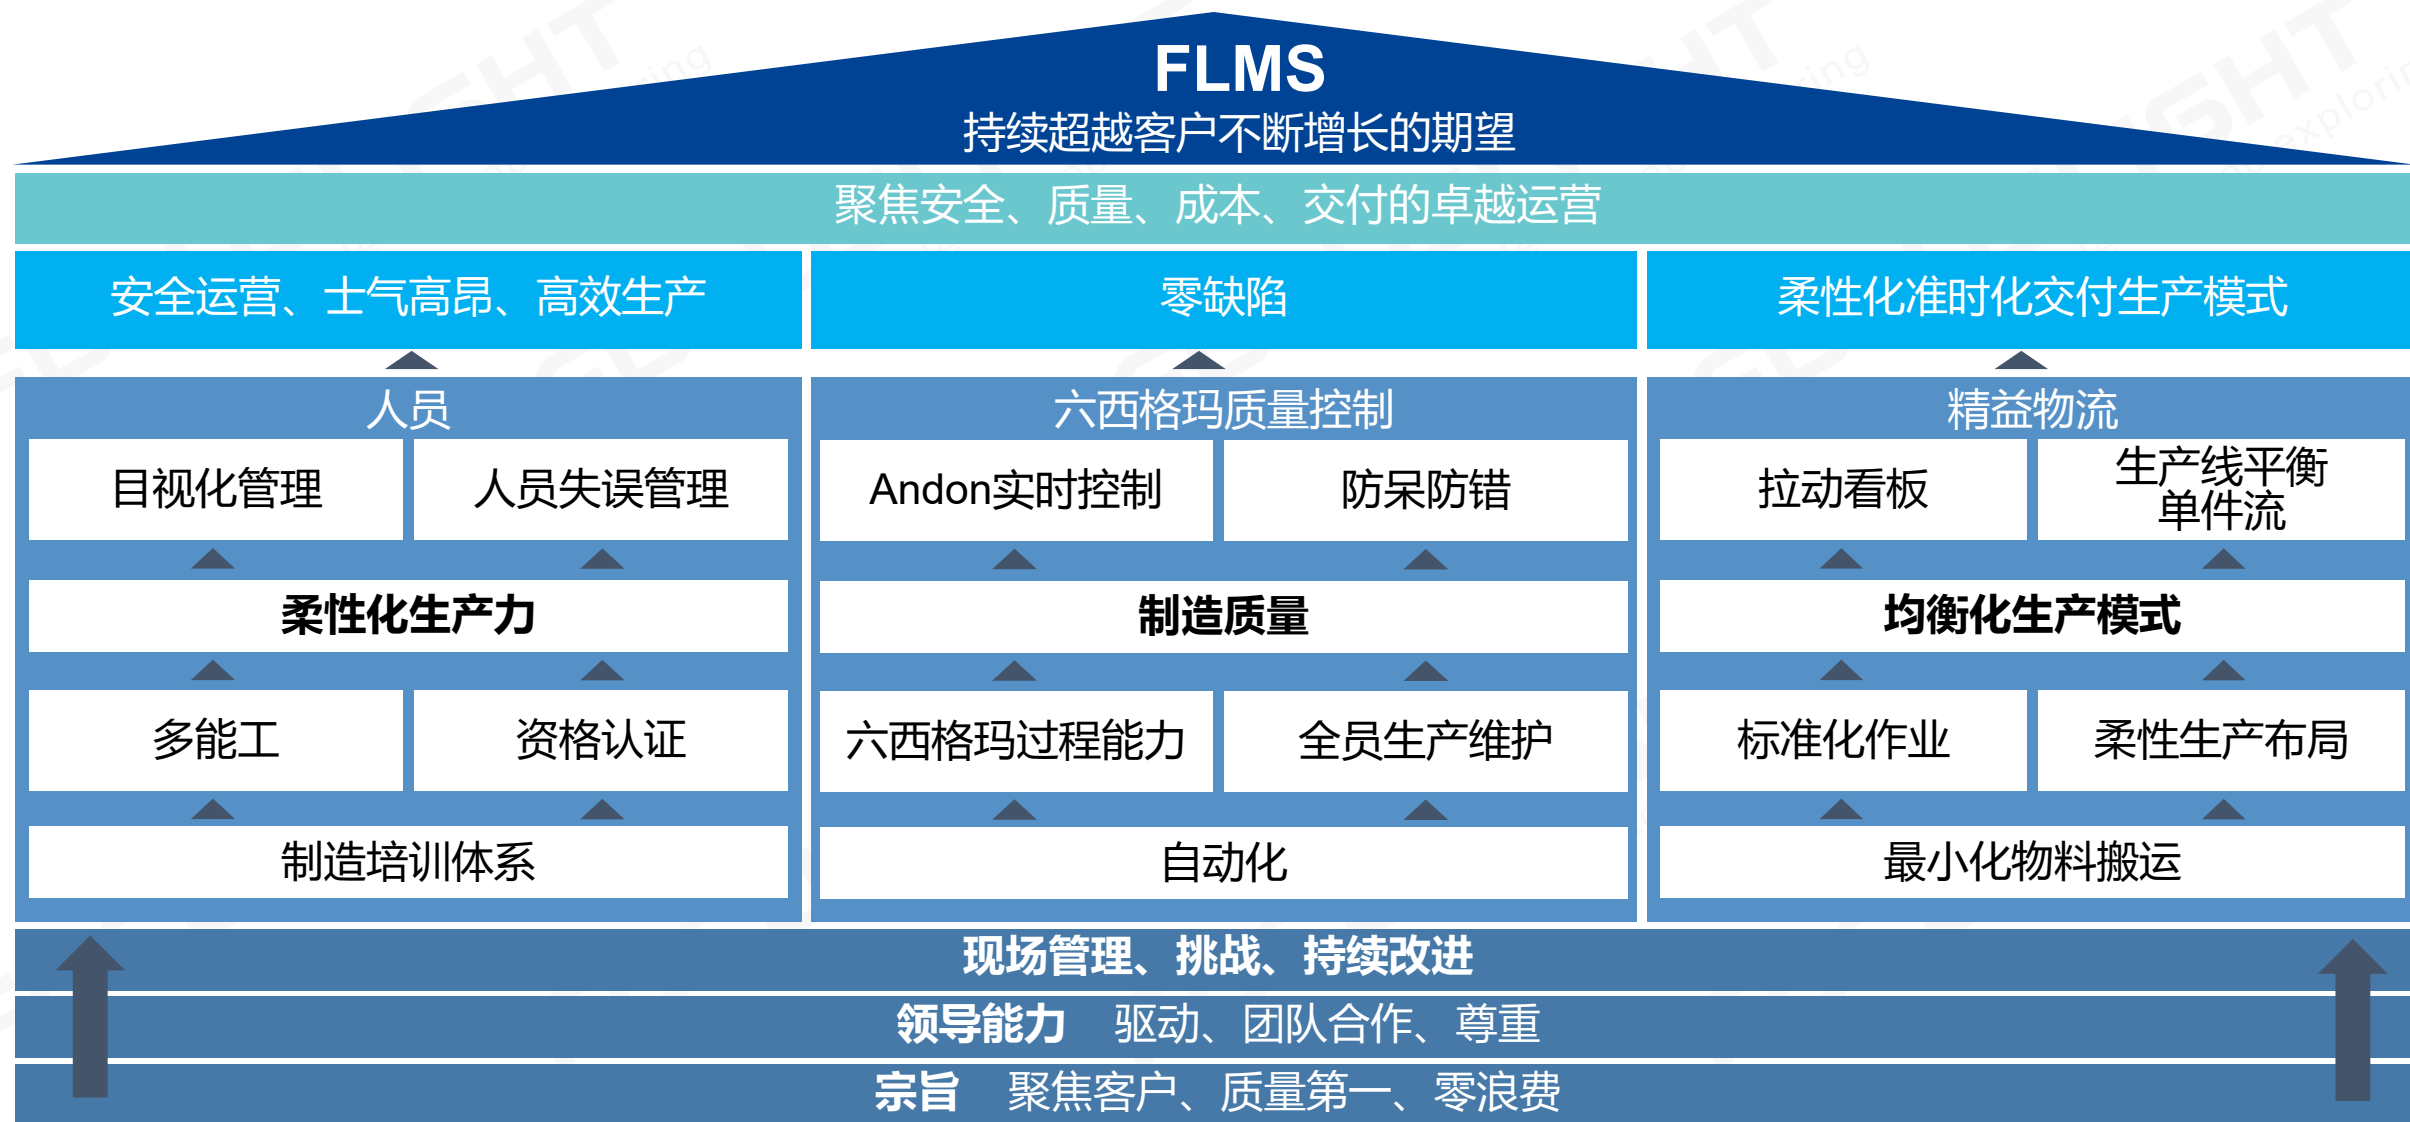 FLMS
持续超越客户不断增长的期望
聚焦安全、质量、成本、交付的卓越运营
安全运营、士气高昂、高效生产
零缺陷
柔性化准时化交付生产模式
人员
目视化管理
人员失误管理
柔性化生产力
多能工
资格认证
制造培训体系
六西格玛质量控制
Andon实时控制
防呆防错
制造质量
六西格玛过程能力
全员生产维护
自动化
精益物流
拉动看板
生产线平衡
单件流
均衡化生产模式
标准化作业
柔性生产布局
最小化物料搬运
现场管理、挑战、持续改进
领导能力 驱动、团队合作、尊重
宗旨 聚焦客户、质量第一、零浪费